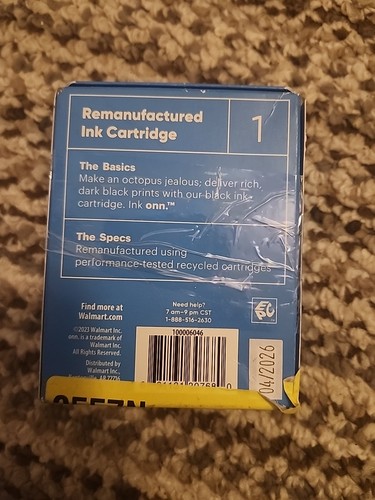 Remanufactured
Ink Cartridge
1
The Basics
Make an octopus jealous; deliver rich,
dark black prints with our black ink
cartridge. Ink onn.™
The Specs
Remanufactured using
performance-tested recycled cartridges
Find more at
Walmart.com
Need help?
7 am-9 pm CST
1-888-516-2630
©2023 Walmart Inc.
onn. is a trademark of
Walmart Inc.
All Rights Reserved.
Distributed by
Walmart Inc.,
100006046
04/2026